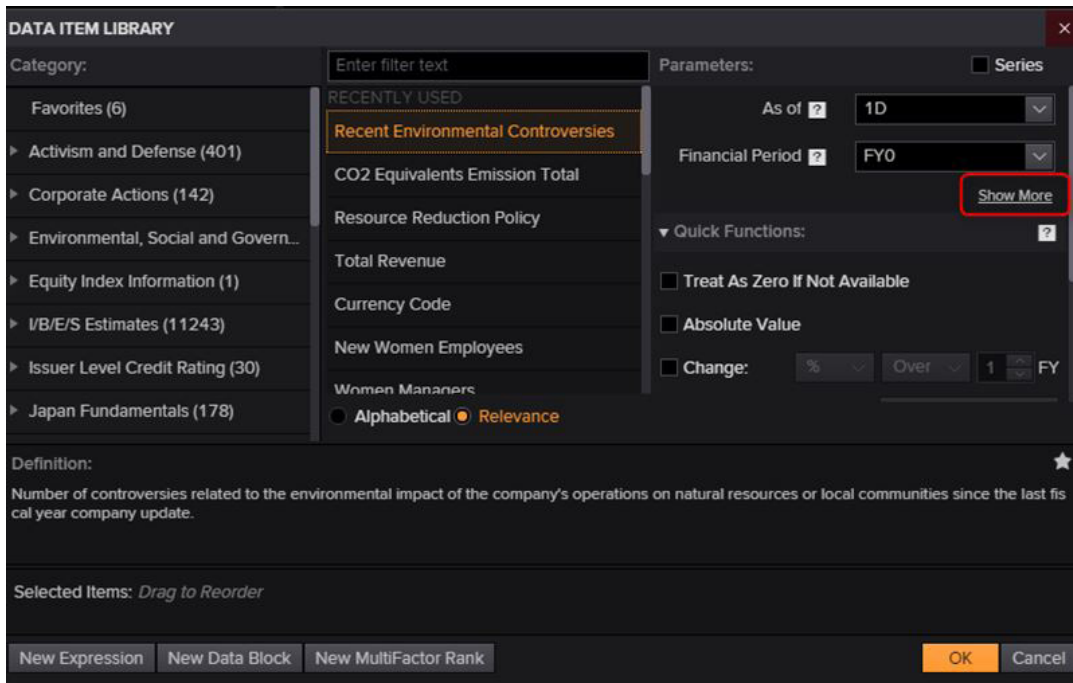 DATA ITEM LIBRARY
×
Category:
Favorites (6)
Activism and Defense (401)
Corporate Actions (142)
Environmental, Social and Govern...
Equity Index Information (1)
I/B/E/S Estimates (11243)
Issuer Level Credit Rating (30)
Japan Fundamentals (178)
Enter filter text
RECENTLY USED
Recent Environmental Controversies
CO2 Equivalents Emission Total
Resource Reduction Policy
Total Revenue
Currency Code
New Women Employees
Women Managers
Alphabetical Relevance
Parameters: Series
As of ? 1D
Financial Period ? FY0
Show More
Quick Functions: ?
Treat As Zero If Not Available
Absolute Value
Change: % Over 1 FY
Definition:
Number of controversies related to the environmental impact of the company's operations on natural resources or local communities since the last fis
cal year company update.
Selected Items: Drag to Reorder
New Expression New Data Block New MultiFactor Rank OK Cancel